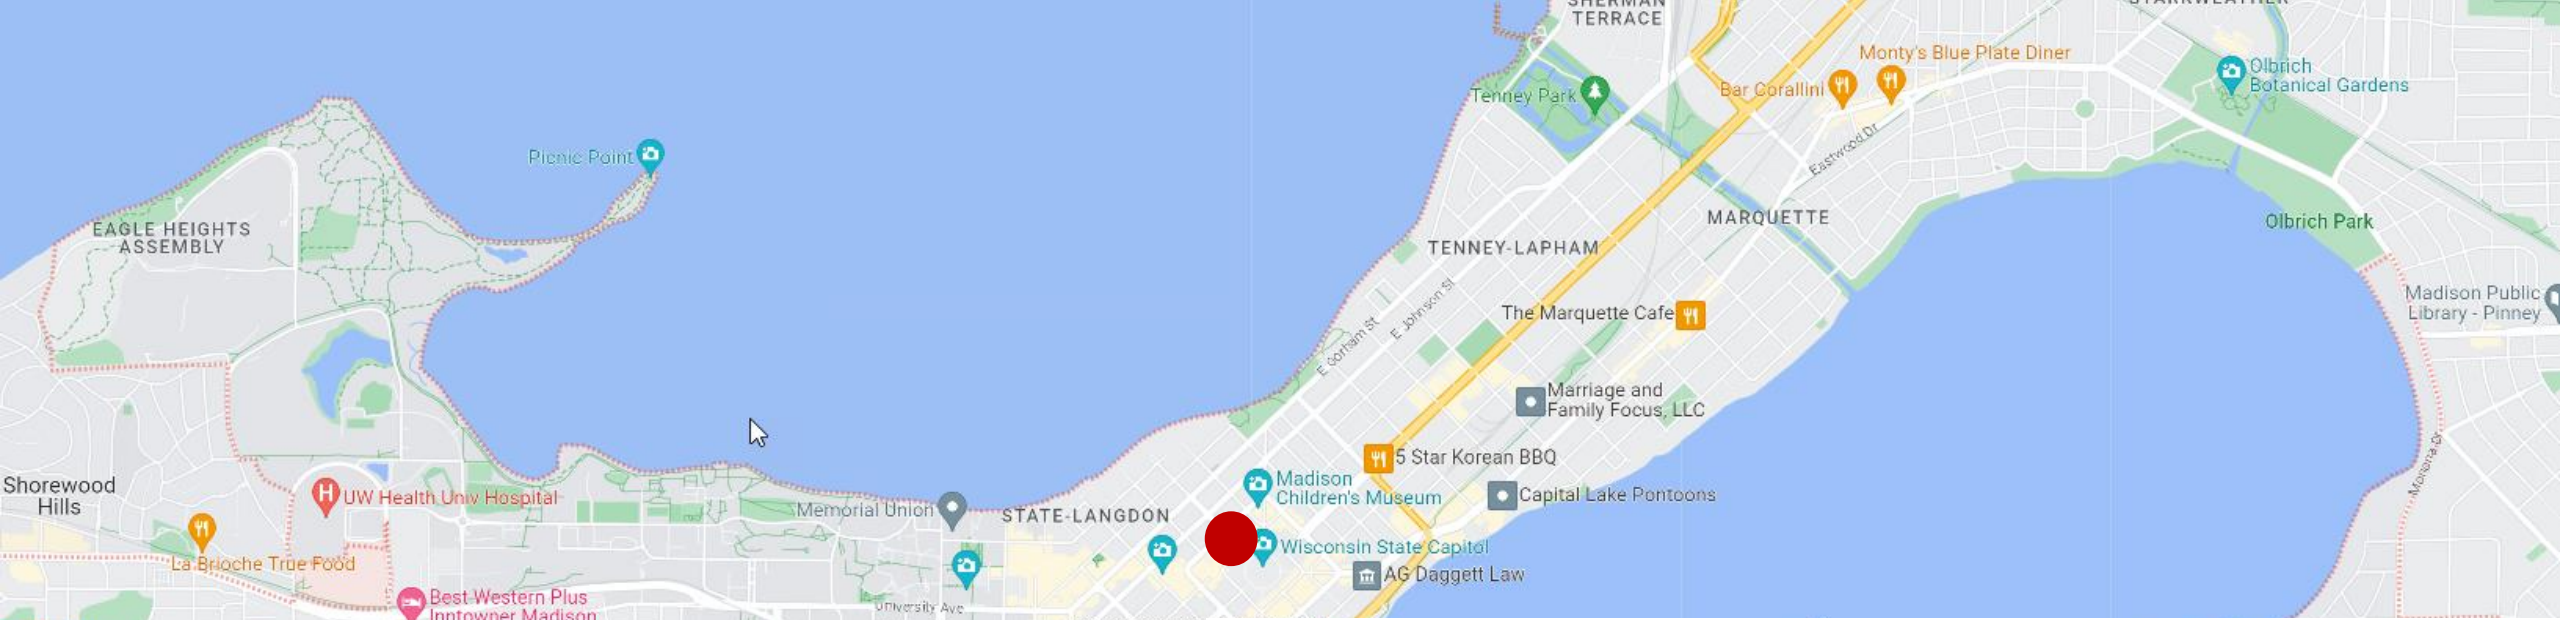 SHERMAN
TERRACE
Monty's Blue Plate Diner
Bar Corallini
Olbrich
Botanical Gardens
Tenney Park
Eastwood Dr
Picnic Point
EAGLE HEIGHTS
ASSEMBLY
MARQUETTE
Olbrich Park
TENNEY-LAPHAM
E Johnson St
E Gorham St
The Marquette Cafe
Madison Public
Library - Pinney
Marriage and
Family Focus, LLC
5 Star Korean BBQ
Monona Dr
Madison
Children's Museum
Capital Lake Pontoons
Shorewood
Hills
H
UW Health Univ Hospital
Memorial Union
STATE-LANGDON
Wisconsin State Capitol
La Brioche True Food
AG Daggett Law
Best Western Plus
Inntowner Madison
University Ave